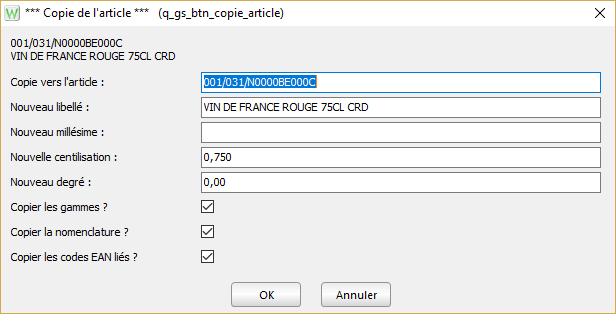 *** Copie de l'article *** (q_gs_btn_copie_article)
001/031/N0000BE000C
VIN DE FRANCE ROUGE 75CL CRD
Copie vers l'article : 001/031/N0000BE000C
Nouveau libellé : VIN DE FRANCE ROUGE 75CL CRD
Nouveau millésime :
Nouvelle centilisation : 0,750
Nouveau degré : 0,00
Copier les gammes ?
Copier la nomenclature ?
Copier les codes EAN liés ?
OK Annuler